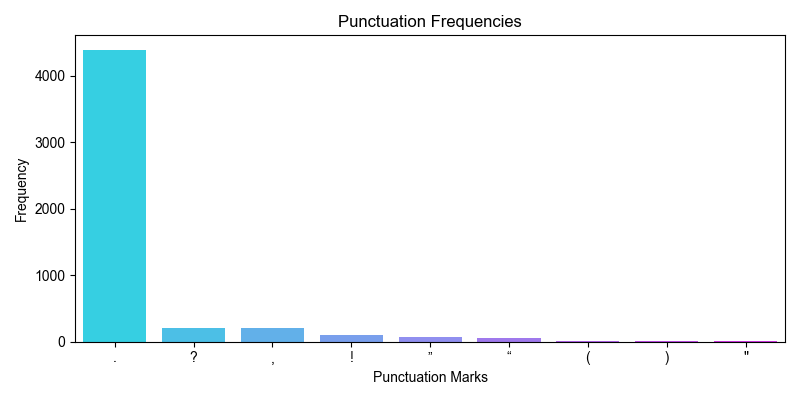 Punctuation Frequencies
Frequency
4000
3000
2000
1000
0
. ? , ! ” “ ( ) "
Punctuation Marks